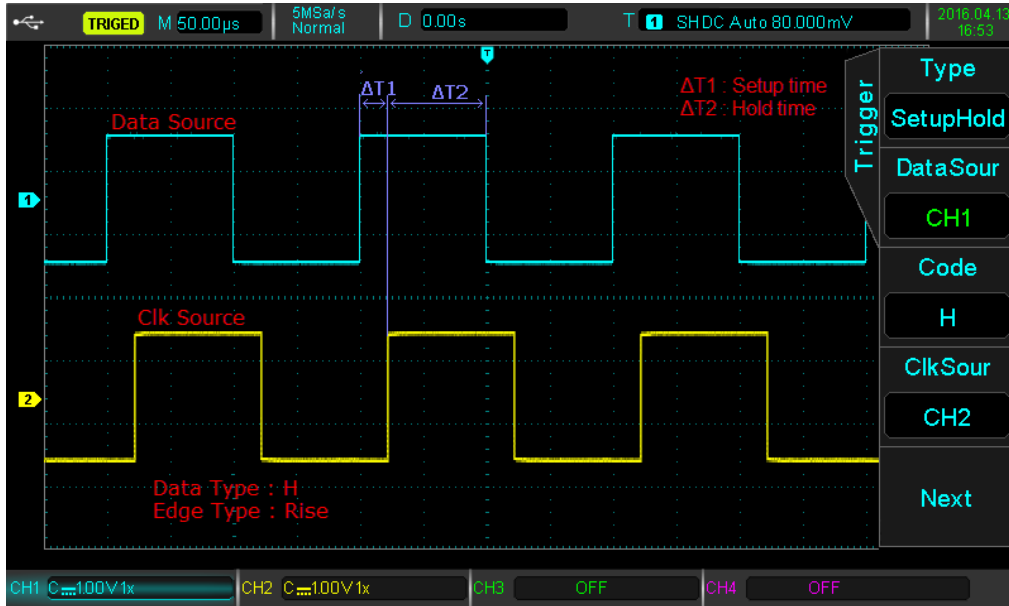 TRIGED M 50.00μs 5MSa/s Normal D 0.00s T 1 SH DC Auto 80.000mV 2016.04.13 16:53
T
ΔT1 ΔT2
ΔT1 : Setup time
ΔT2 : Hold time
Data Source
1
Clk Source
2
Data Type : H
Edge Type : Rise
Trigger
Type
SetupHold
DataSour
CH1
Code
H
ClkSour
CH2
Next
CH1 C 1.00V 1x CH2 C 1.00V 1x CH3 OFF CH4 OFF